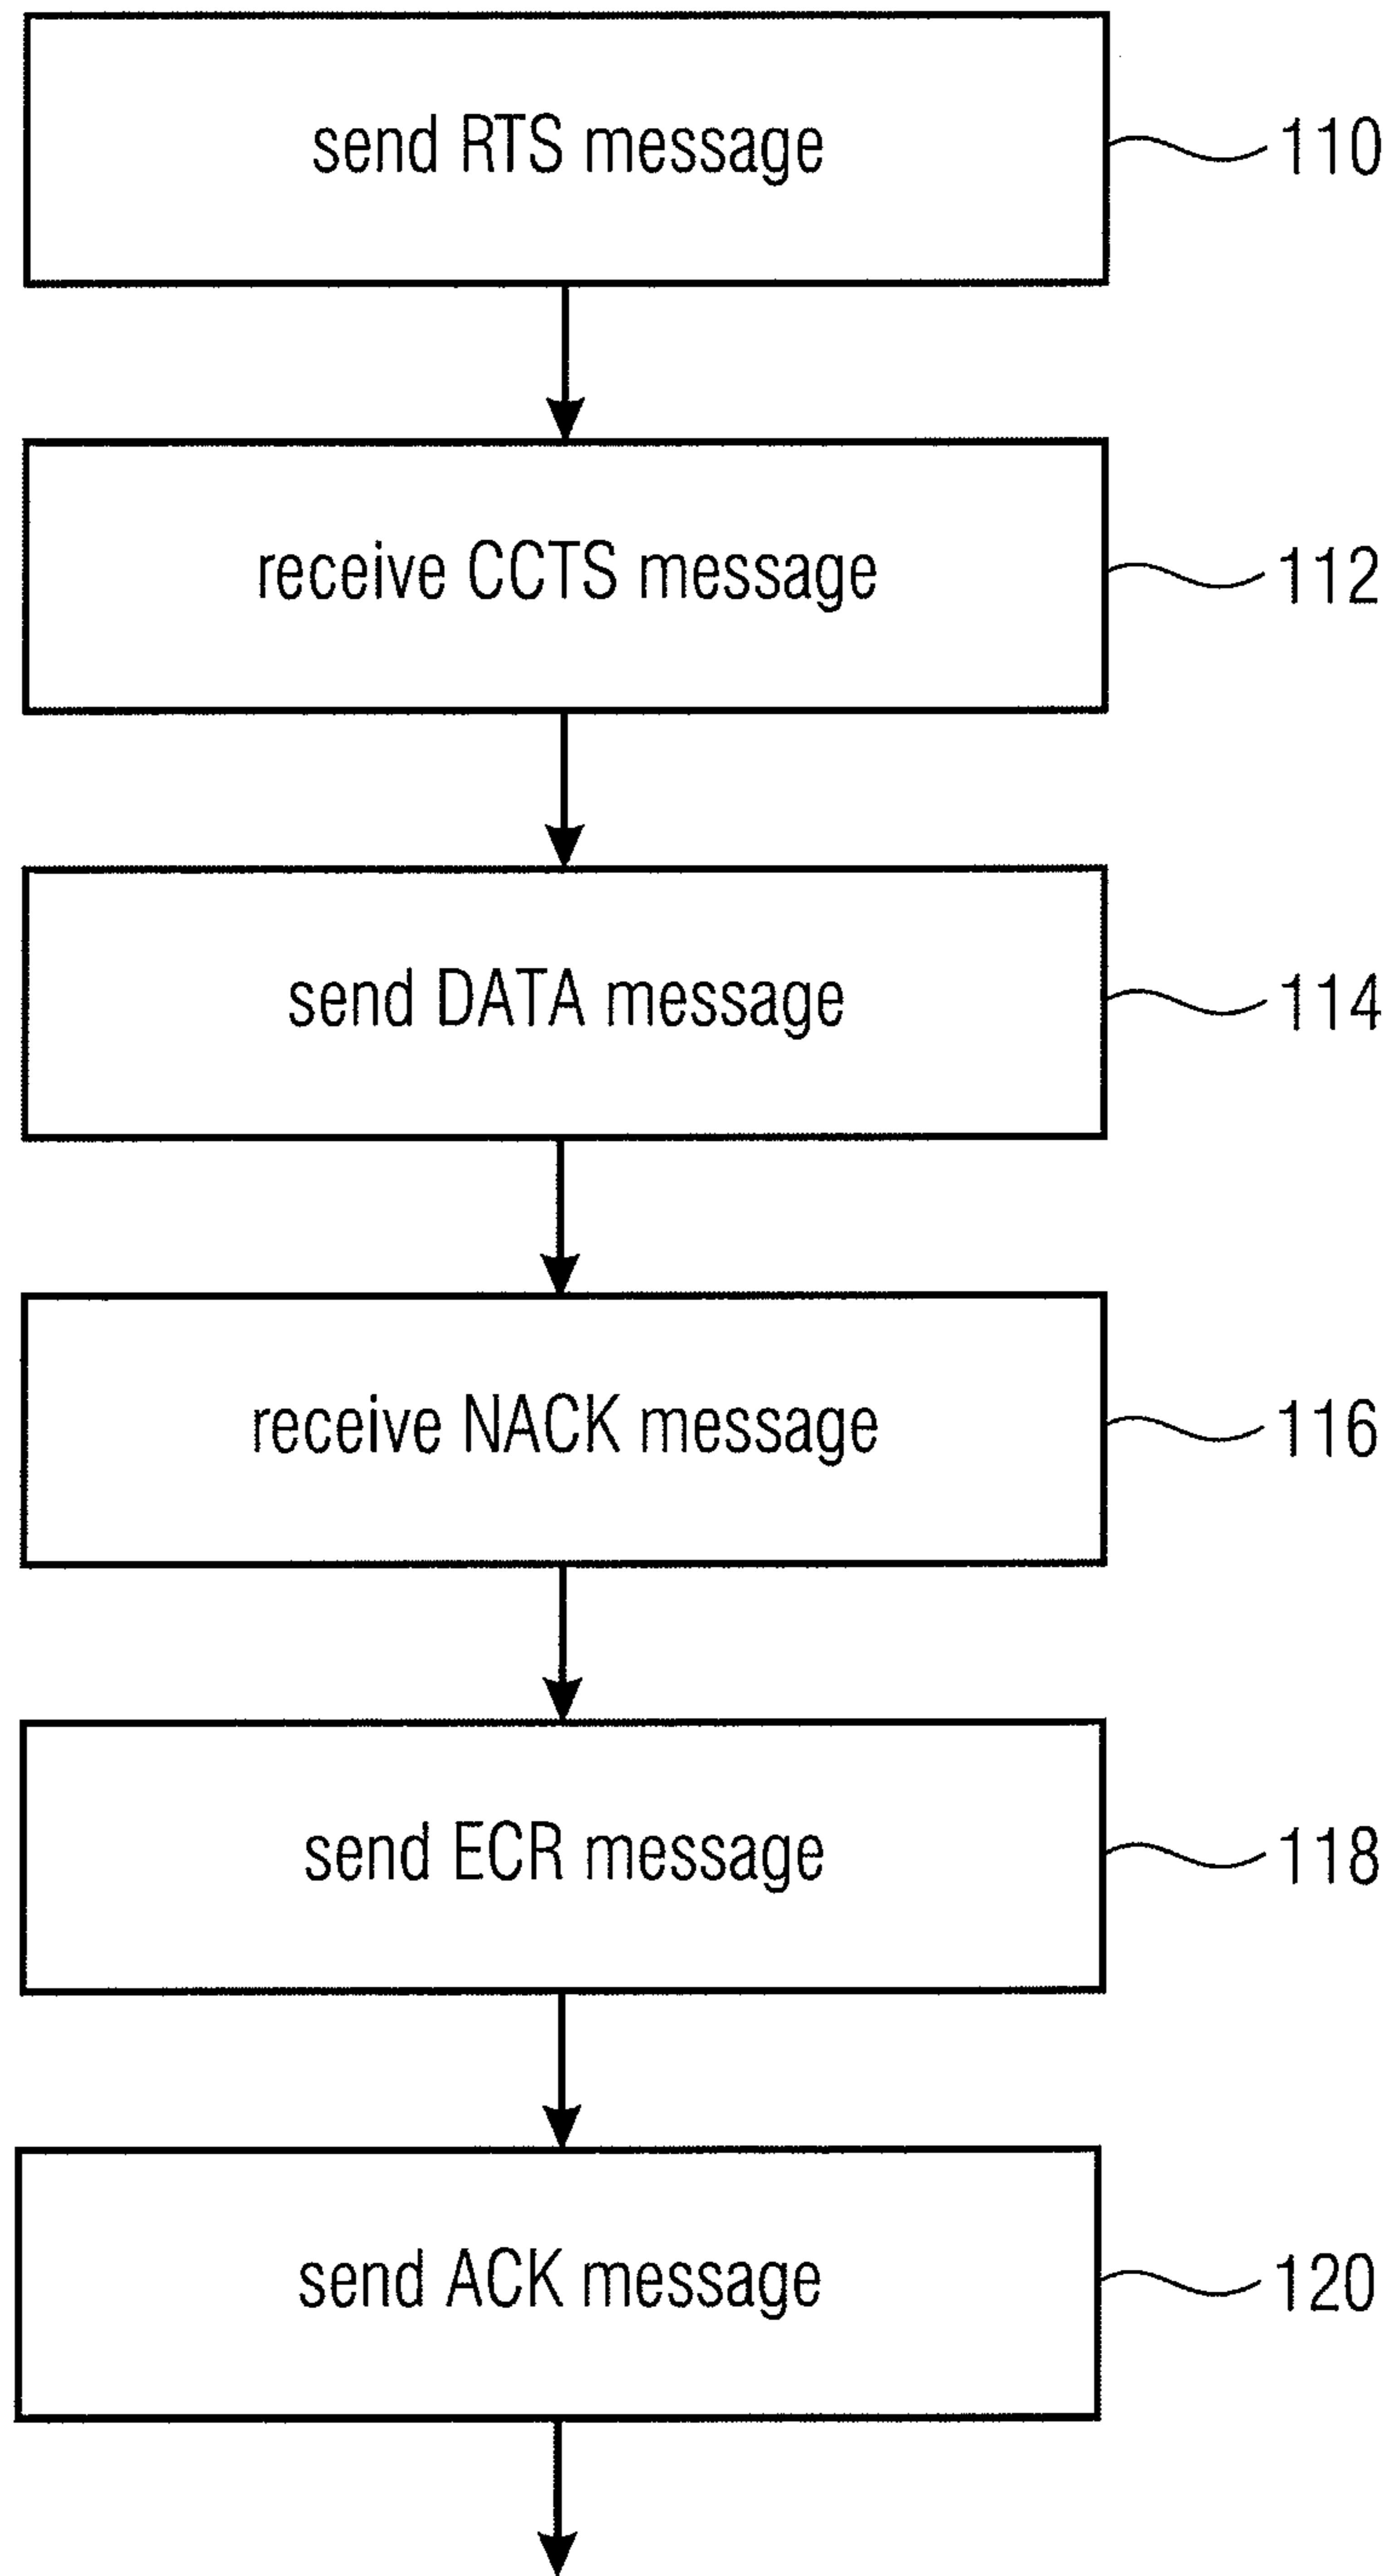 send RTS message
110
receive CCTS message
112
send DATA message
114
receive NACK message
116
send ECR message
118
send ACK message
120